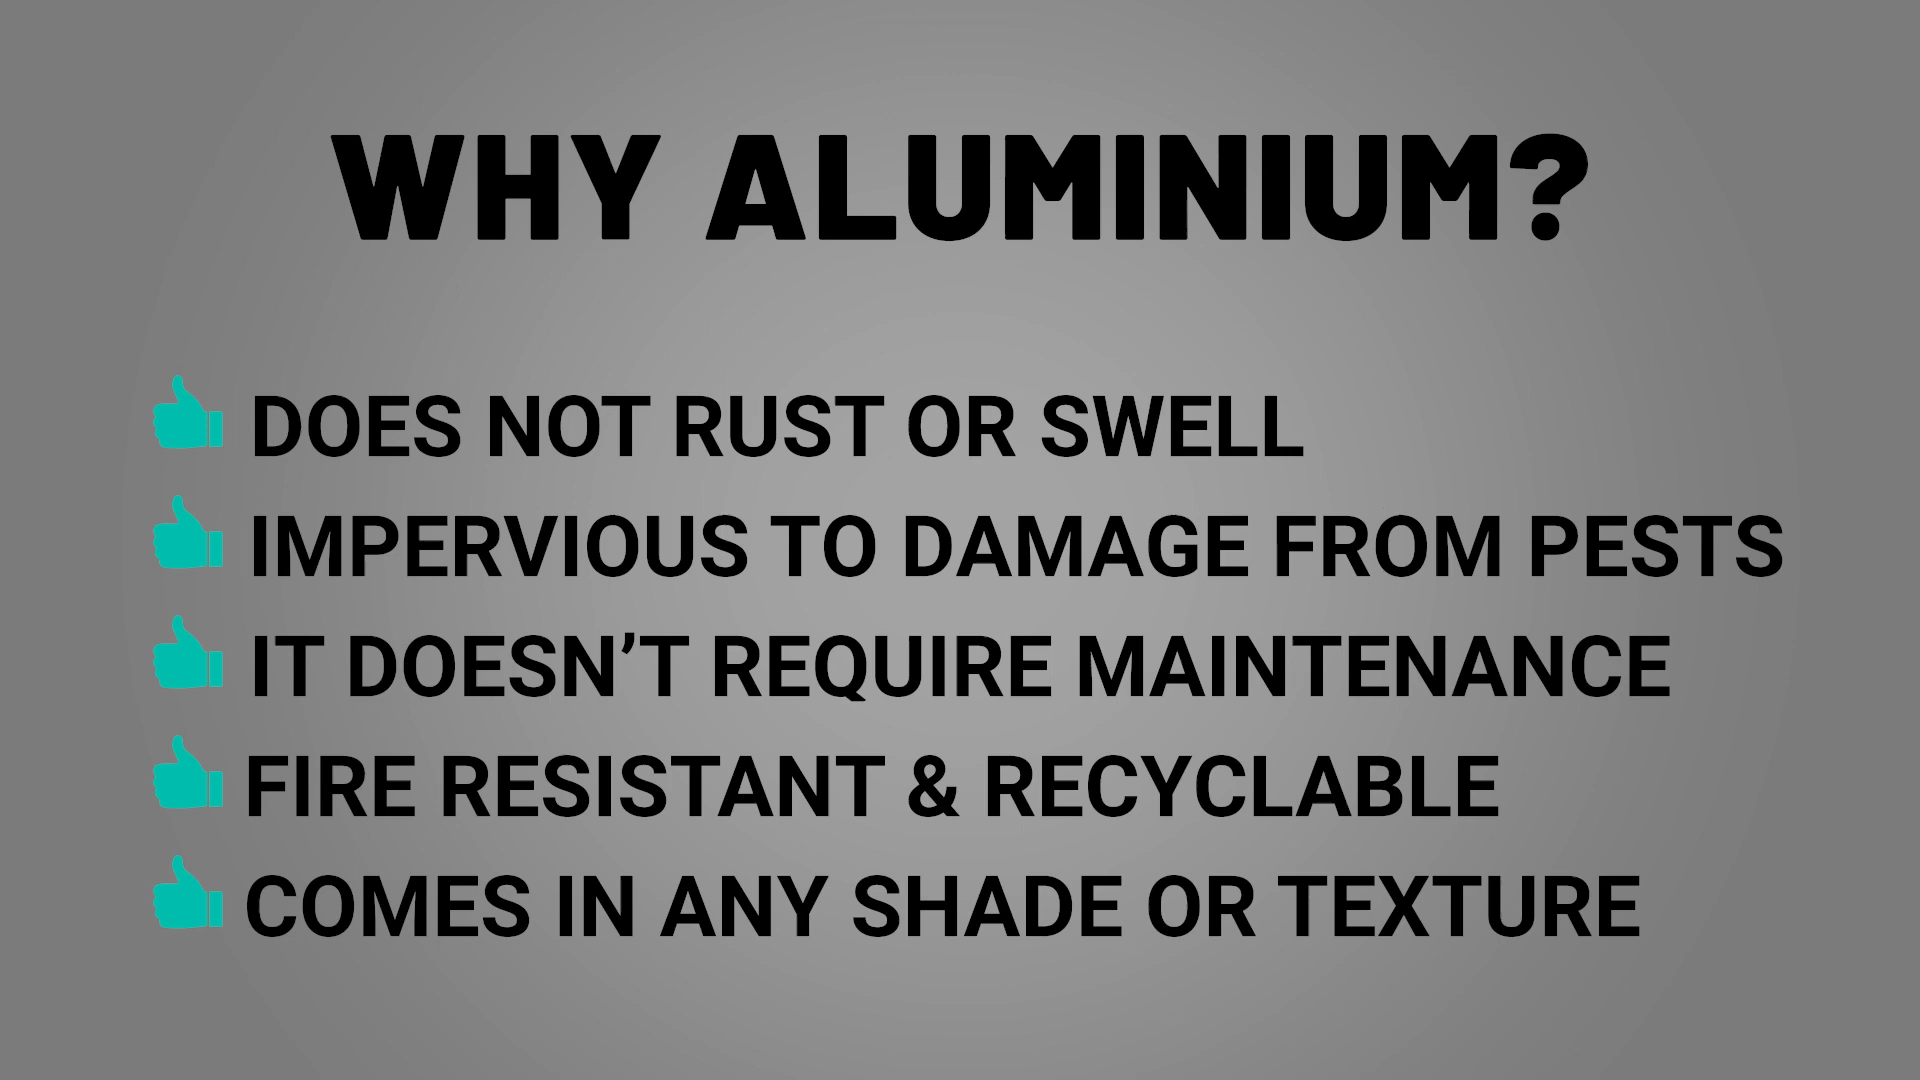 WHY ALUMINIUM?
DOES NOT RUST OR SWELL
IMPERVIOUS TO DAMAGE FROM PESTS
IT DOESN’T REQUIRE MAINTENANCE
FIRE RESISTANT & RECYCLABLE
COMES IN ANY SHADE OR TEXTURE